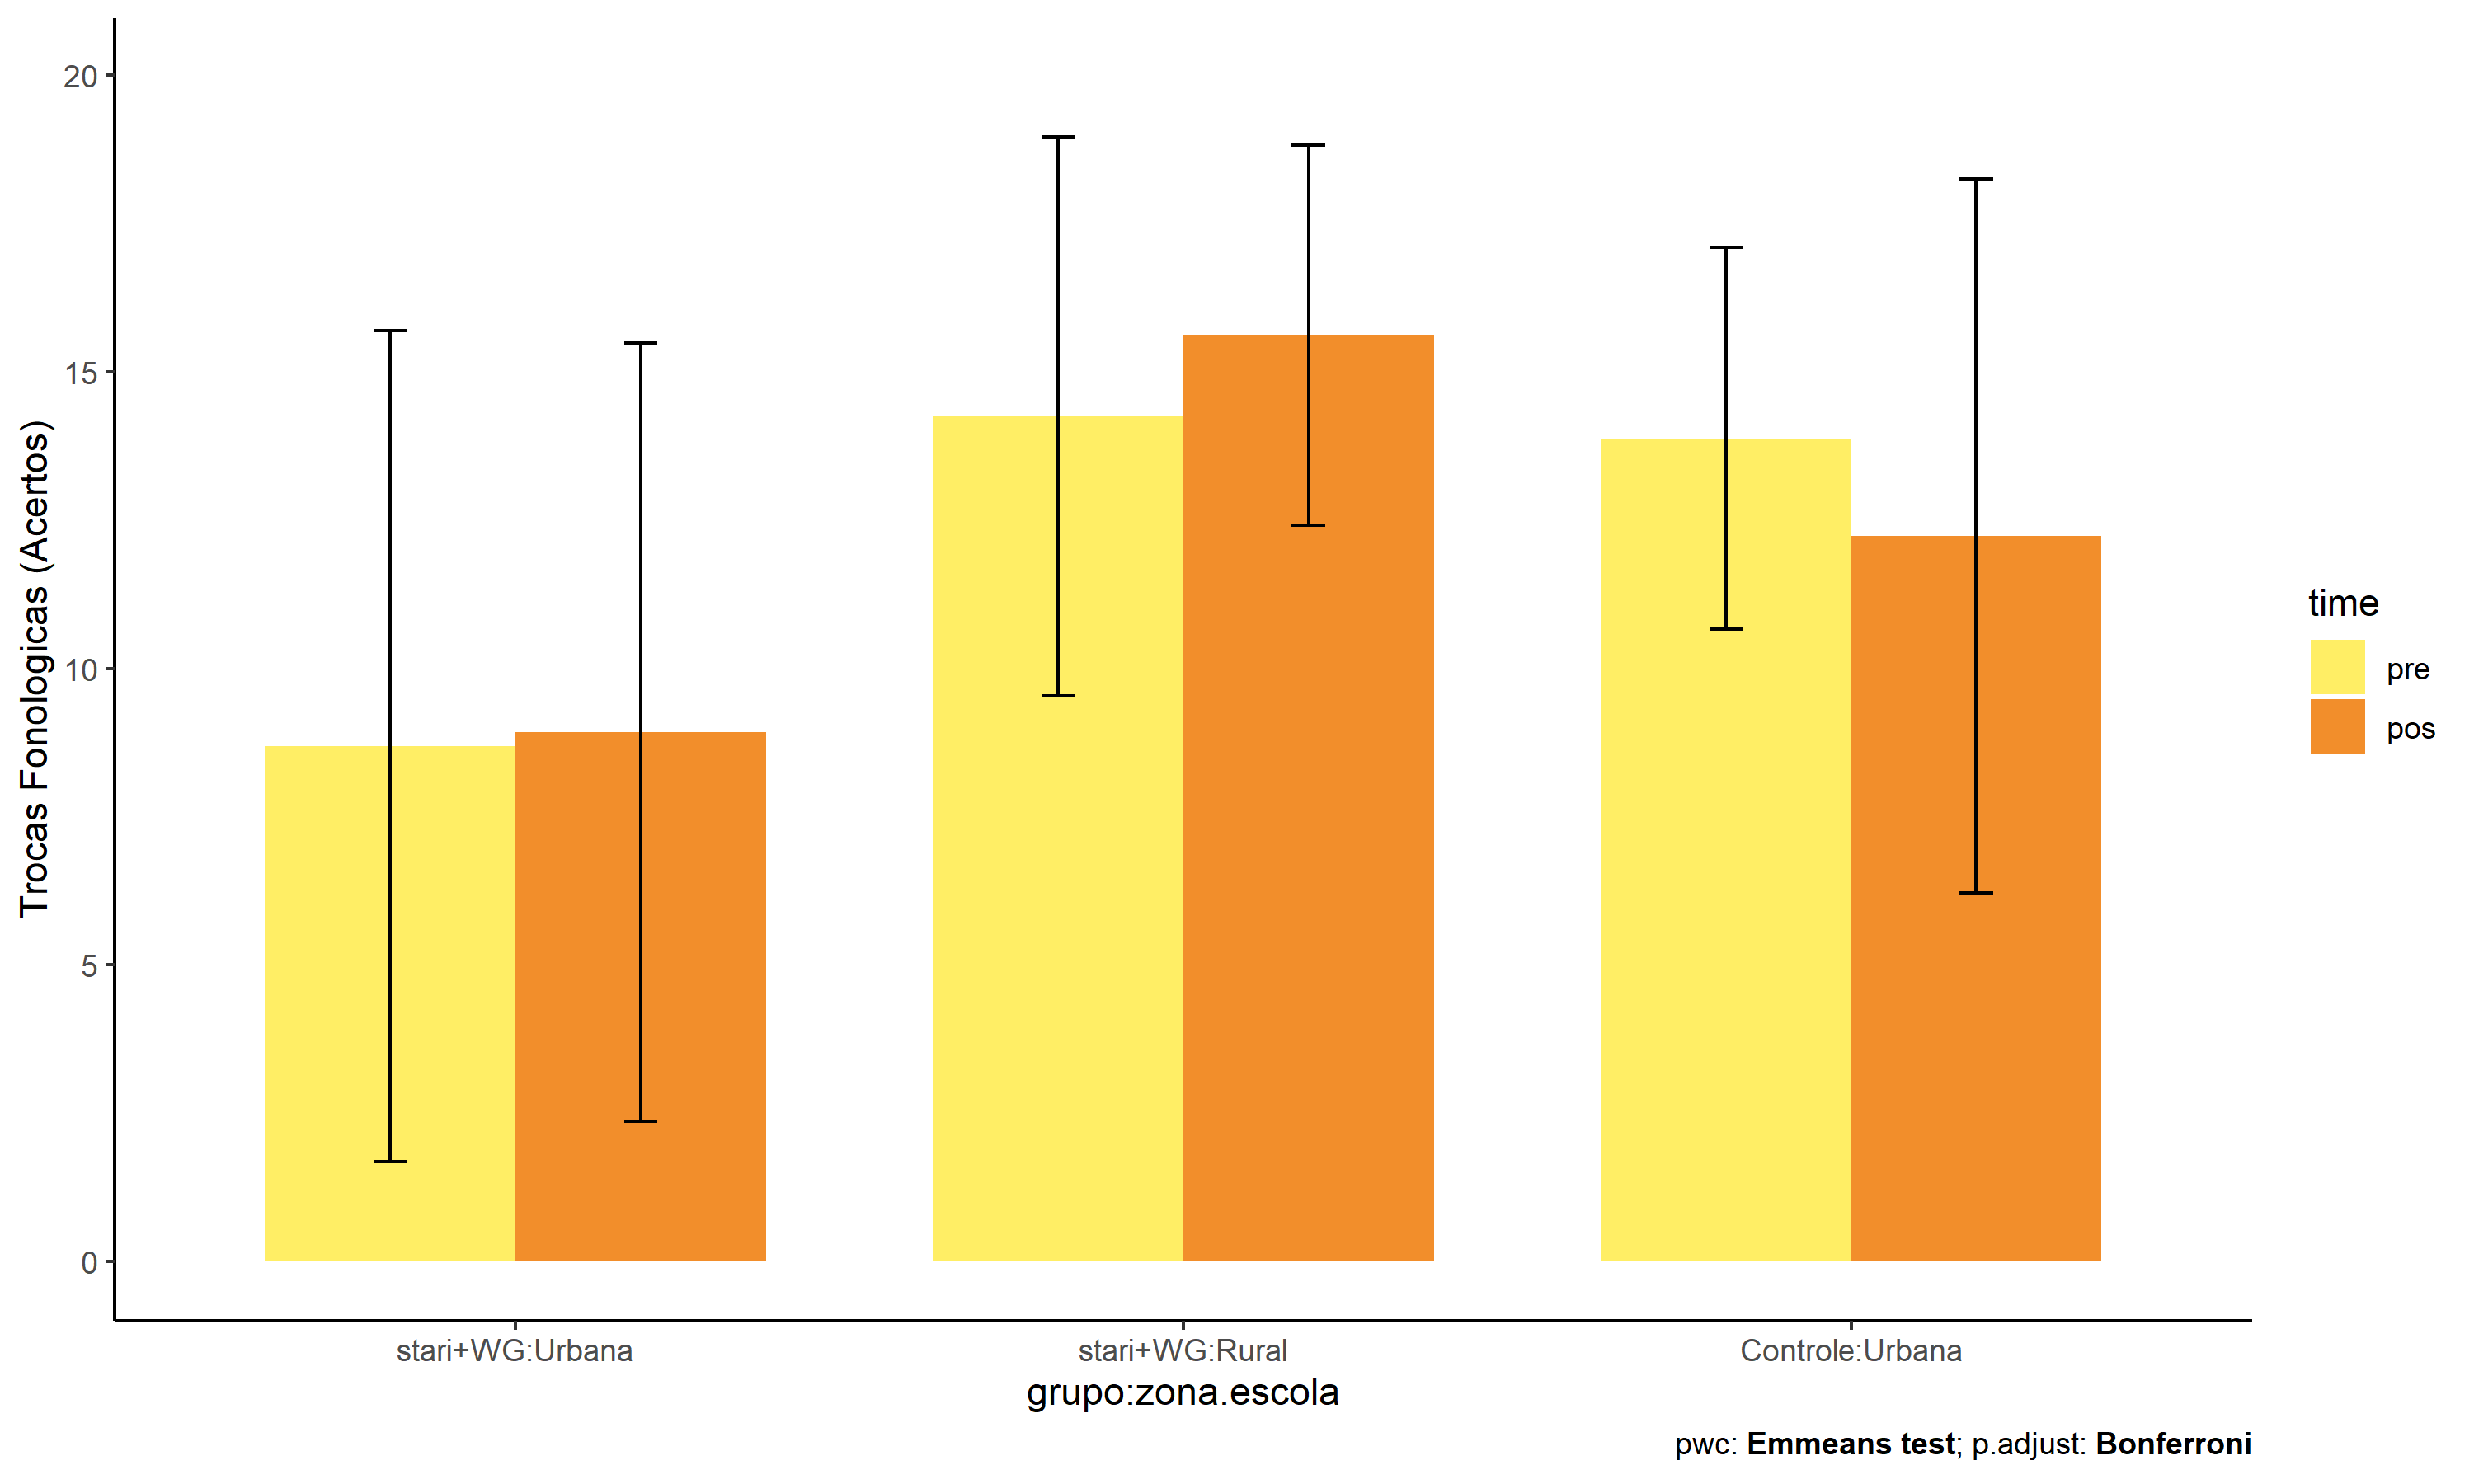 Trocas Fonologicas (Acertos)
20
15
10
5
0
stari+WG:Urbana
stari+WG:Rural
Controle:Urbana
grupo:zona.escola
time
pre
pos
pwc: Emmeans test; p.adjust: Bonferroni